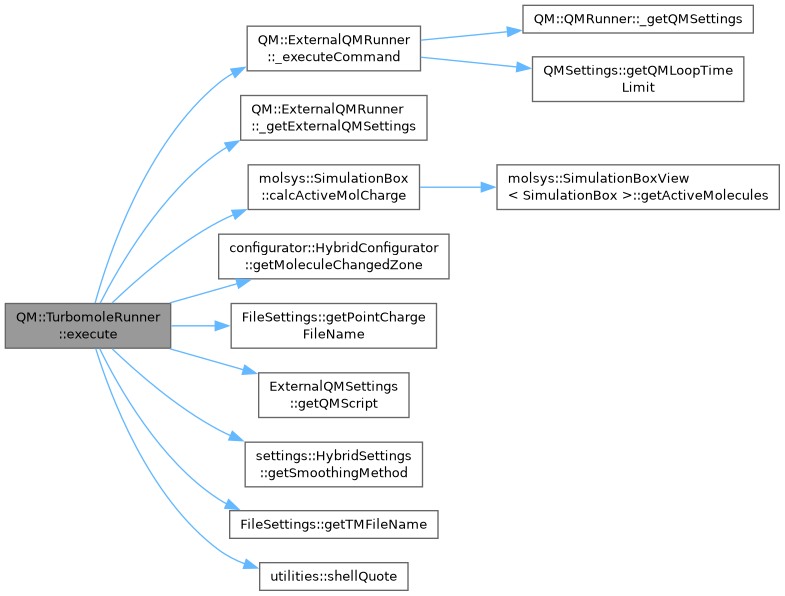 QM::TurbomoleRunner
::execute
QM::ExternalQMRunner
::_executeCommand
QM::QMRunner::_getQMSettings
QMSettings::getQMLoopTime
Limit
QM::ExternalQMRunner
::_getExternalQMSettings
molsys::SimulationBox
::calcActiveMolCharge
molsys::SimulationBoxView
< SimulationBox >::getActiveMolecules
configurator::HybridConfigurator
::getMoleculeChangedZone
FileSettings::getPointCharge
FileName
ExternalQMSettings
::getQMScript
settings::HybridSettings
::getSmoothingMethod
FileSettings::getTMFileName
utilities::shellQuote